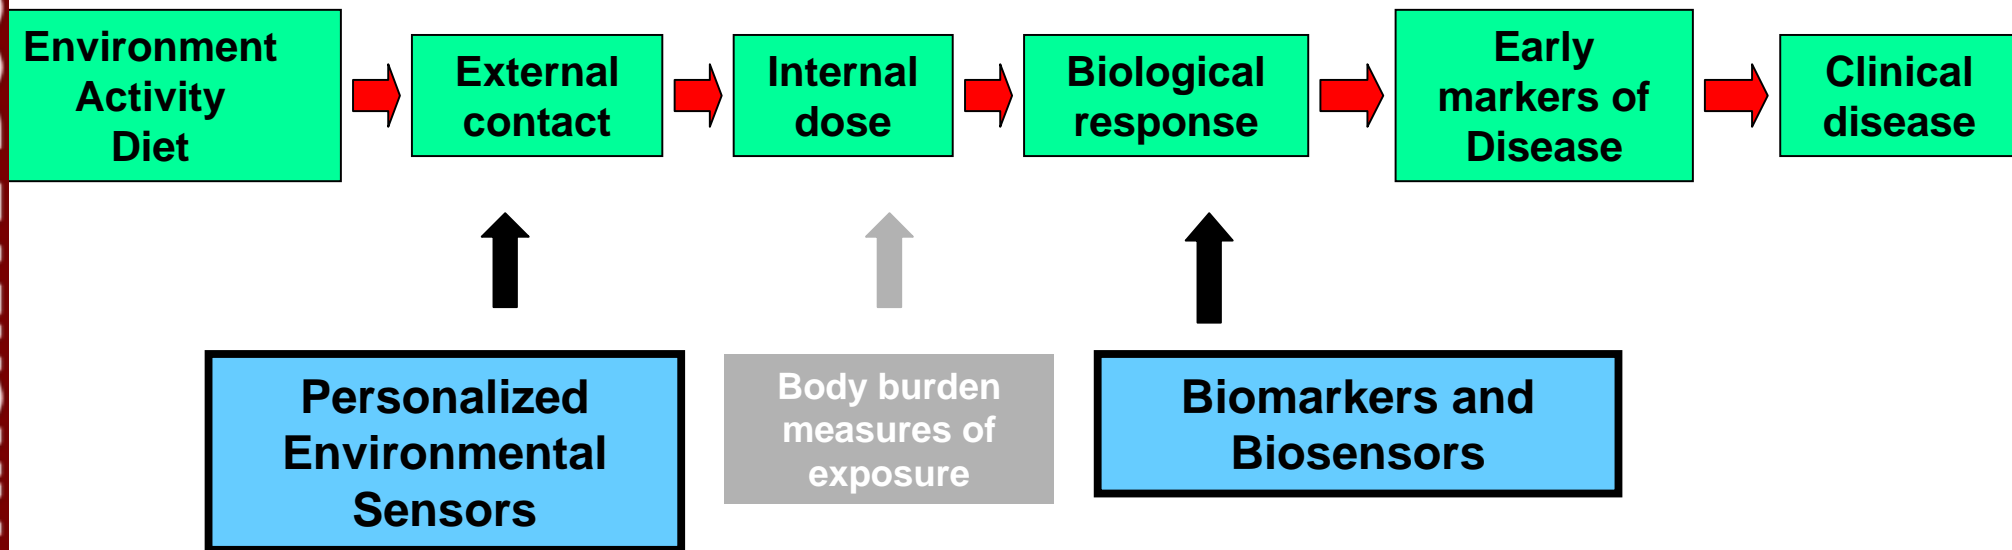 Environment
Activity
Diet
External
contact
Internal
dose
Biological
response
Early
markers of
Disease
Clinical
disease
Personalized
Environmental
Sensors
Body burden
measures of
exposure
Biomarkers and
Biosensors